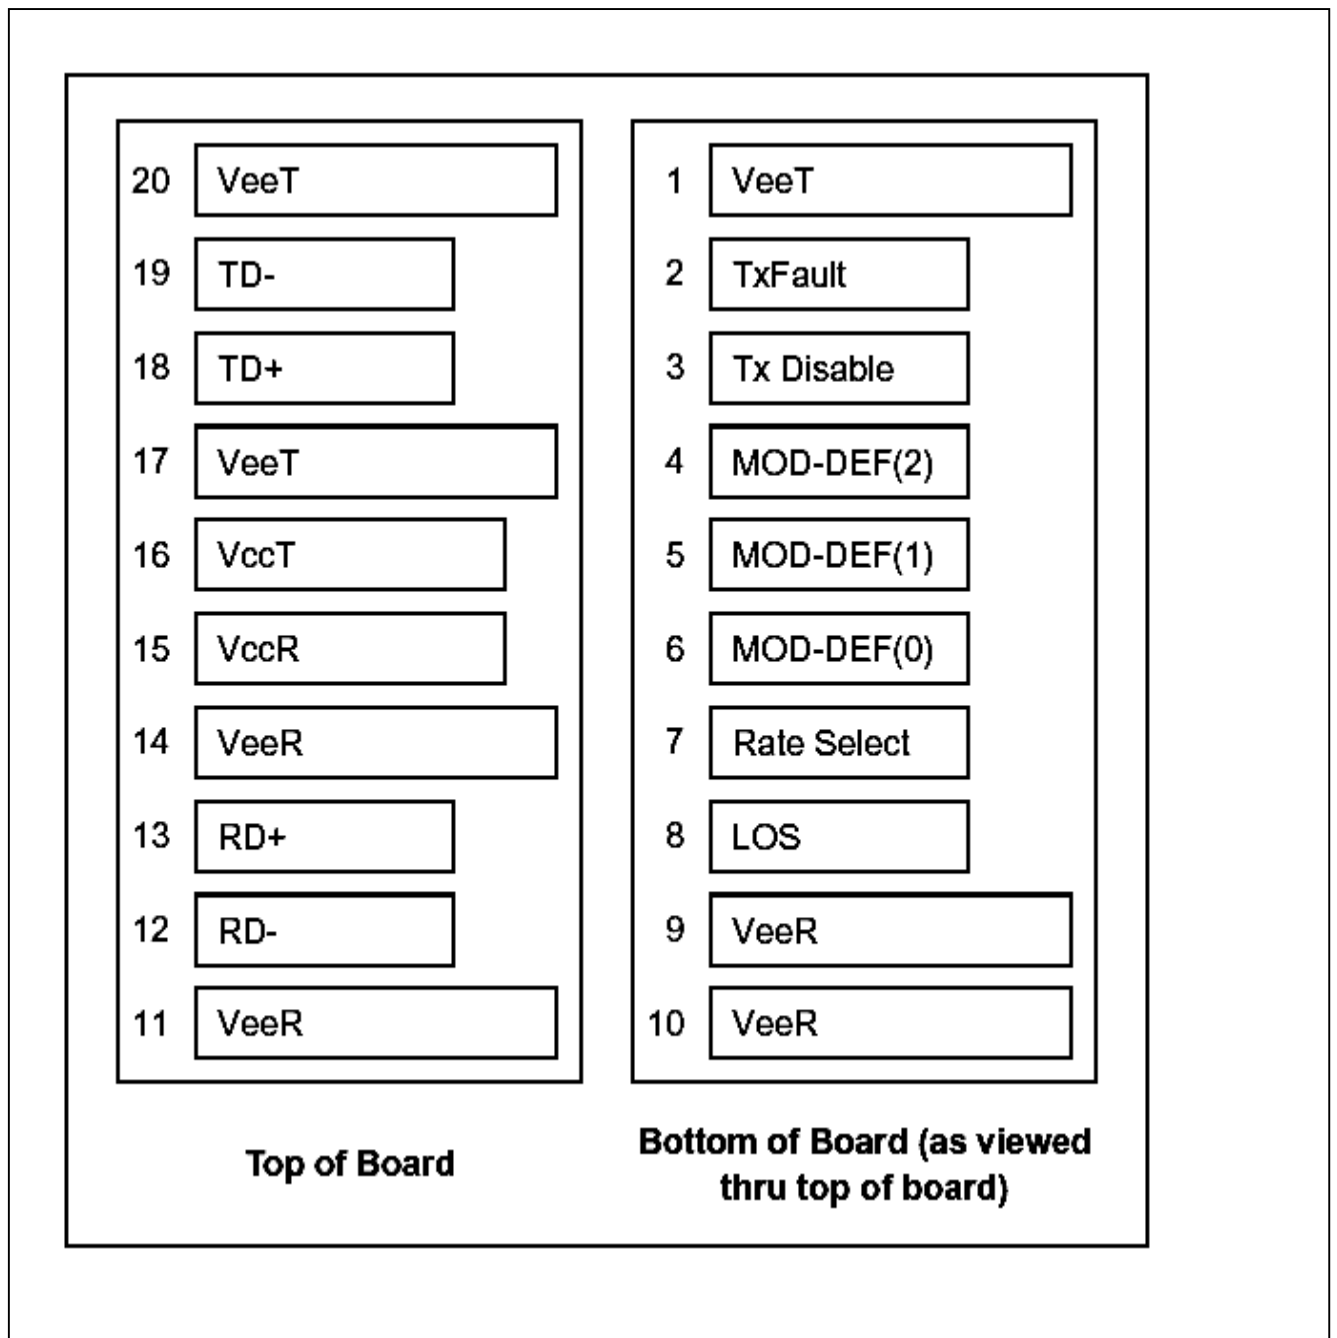 20 VeeT
19 TD-
18 TD+
17 VeeT
16 VccT
15 VccR
14 VeeR
13 RD+
12 RD-
11 VeeR
Top of Board
1 VeeT
2 TxFault
3 Tx Disable
4 MOD-DEF(2)
5 MOD-DEF(1)
6 MOD-DEF(0)
7 Rate Select
8 LOS
9 VeeR
10 VeeR
Bottom of Board (as viewed
thru top of board)